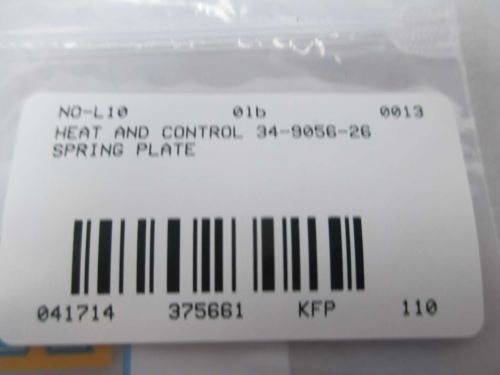 NO-L10 01b 0013
HEAT AND CONTROL 34-9056-26
SPRING PLATE
041714 375661 KFP 110